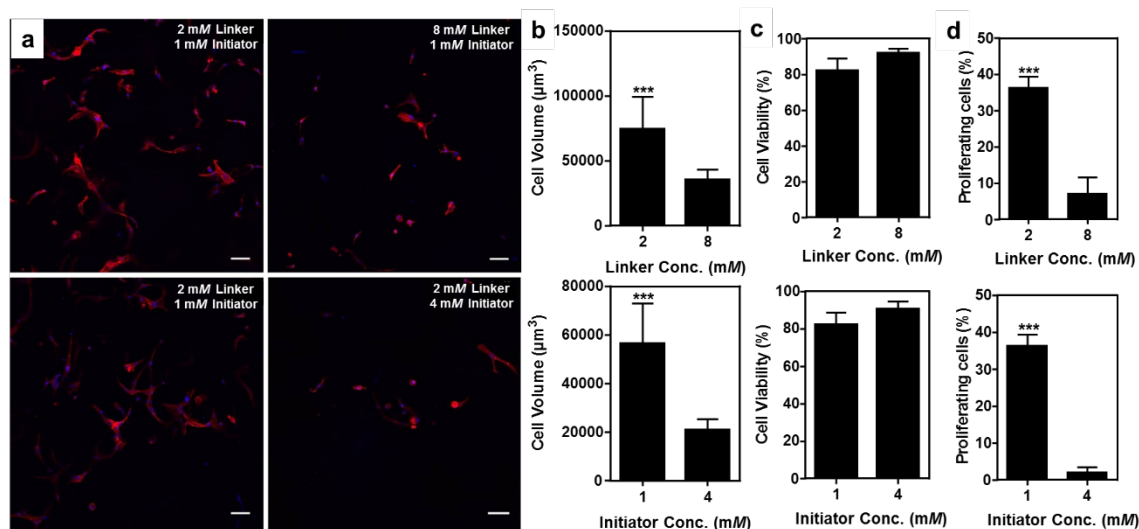 a
2 mM Linker
1 mM Initiator
8 mM Linker
1 mM Initiator
2 mM Linker
1 mM Initiator
2 mM Linker
4 mM Initiator
b
Cell Volume (µm³)
150000
100000
50000
0
***
2 8
Linker Conc. (mM)
Cell Volume (µm³)
80000
60000
40000
20000
0
***
1 4
Initiator Conc. (mM)
c
Cell Viability (%)
100
80
60
40
20
0
2 8
Linker Conc. (mM)
Cell Viability (%)
100
80
60
40
20
0
1 4
Initiator Conc. (mM)
d
Proliferating cells (%)
50
40
30
20
10
0
***
2 8
Linker Conc. (mM)
Proliferating cells (%)
50
40
30
20
10
0
***
1 4
Initiator Conc. (mM)